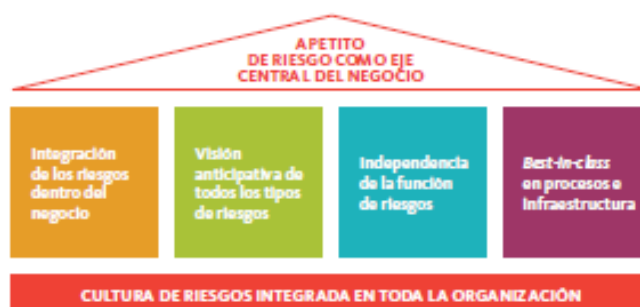 APETITO
DE RIESGO COMO EJE
CENTRAL DEL NEGOCIO
Integración
de los riesgos
dentro del
negocio
Visión
anticipativa de
todos los tipos
de riesgos
Independencia
de la función
de riesgos
Best-in-class
en procesos e
infraestructura
CULTURA DE RIESGOS INTEGRADA EN TODA LA ORGANIZACIÓN